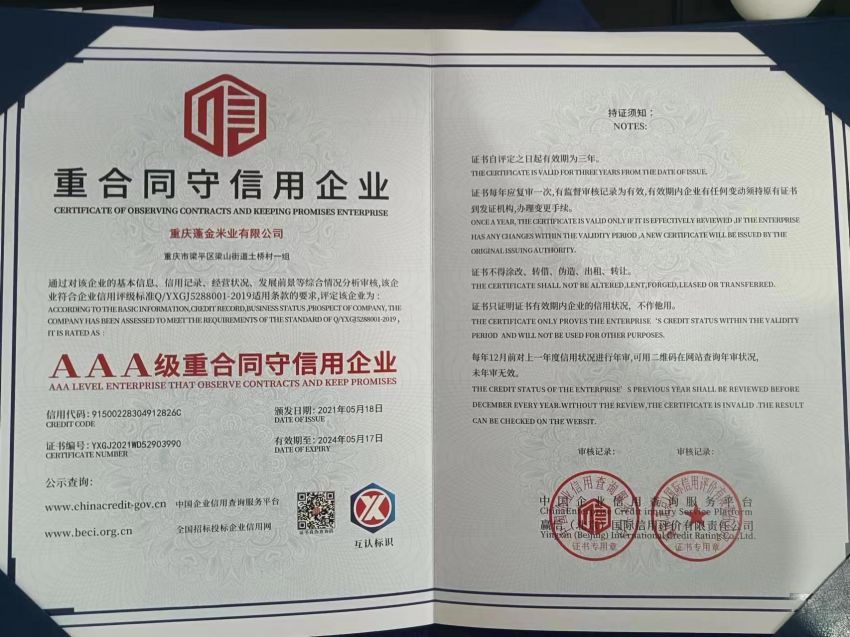 重合同守信用企业
CERTIFICATE OF OBSERVING CONTRACTS AND KEEPING PROMISES ENTERPRISE
重庆蓬金米业有限公司
重庆市梁平区梁山街道土桥村一组
通过对该企业的基本信息、信用记录、经营状况、发展前景等综合情况分析审核,该企
业符合企业信用评级标准Q/YXGJ5288001-2019适用条款的要求,评定该企业为:
ACCORDING TO THE BASIC INFORMATION,CREDIT RECORD,BUSINESS STATUS ,PROSPECT OF COMPANY, THE
COMPANY HAS BEEN ASSESSED TO MEET THE REQUIREMENTS OF THE STANDARD OF Q/YXGJ5288001-2019 ,
IT IS RATED AS :
AAA级重合同守信用企业
AAA LEVEL ENTERPRISE THAT OBSERVE CONTRACTS AND KEEP PROMISES
信用代码: 91500228304912826G
CREDIT CODE
颁发日期: 2021年05月18日
DATE OF ISSUE
证书编号: YXGJ2021WD52903990
CERTIFICATE NUMBER
有效期至: 2024年05月17日
DATE OF EXPIRY
公示查询:
www.chinacredit-gov.cn 中国企业信用查询服务平台
www.beci.org.cn 全国招标投标企业信用网
互认标识
持证须知:
NOTES:
证书自评定之日起有效期为三年。
THE CERTIFICATE IS VALID FOR THREE YEARS FROM THE DATE OF ISSUE.
证书每年应复审一次,有监督审核记录为有效,有效期内企业有任何变动须持原有证书
到发证机构,办理变更手续。
ONCE A YEAR, THE CERTIFICATE IS VALID ONLY IF IT IS EFFECTIVELY REVIEWED ,IF THE ENTERPRISE
HAS ANY CHANGES WITHIN THE VALIDITY PERIOD ,A NEW CERTIFICATE WILL BE ISSUED BY THE
ORIGINAL ISSUING AUTHORITY.
证书不得涂改、转借、伪造、出租、转让。
THE CERTIFICATE SHALL NOT BE ALTERED,LENT,FORGED,LEASED OR TRANSFERRED.
证书只证明证书有效期内企业的信用状况, 不作他用。
THE CERTIFICATE ONLY PROVES THE ENTERPRISE 'S CREDIT STATUS WITHIN THE VALIDITY
PERIOD AND WILL NOT BE USED FOR OTHER PURPOSES.
每年12月前对上一年度信用状况进行年审,可用二维码在网站查询年审状况,
未年审无效。
THE CREDIT STATUS OF THE ENTERPRISE' S PREVIOUS YEAR SHALL BE REVIEWED BEFORE
DECEMBER EVERY YEAR.WITHOUT THE REVIEW,THE CERTIFICATE IS INVALID .THE RESULT
CAN BE CHECKED ON THE WEBSIT.
审核记录: 审核记录:
中国企业信用查询服务平台
China Enterprise Credit inquiry Service Platform
国际信用评价有限责任公司
Yingxin (Beijing) International Credit Rating Co., Ltd.
证书专用章
证书专用章